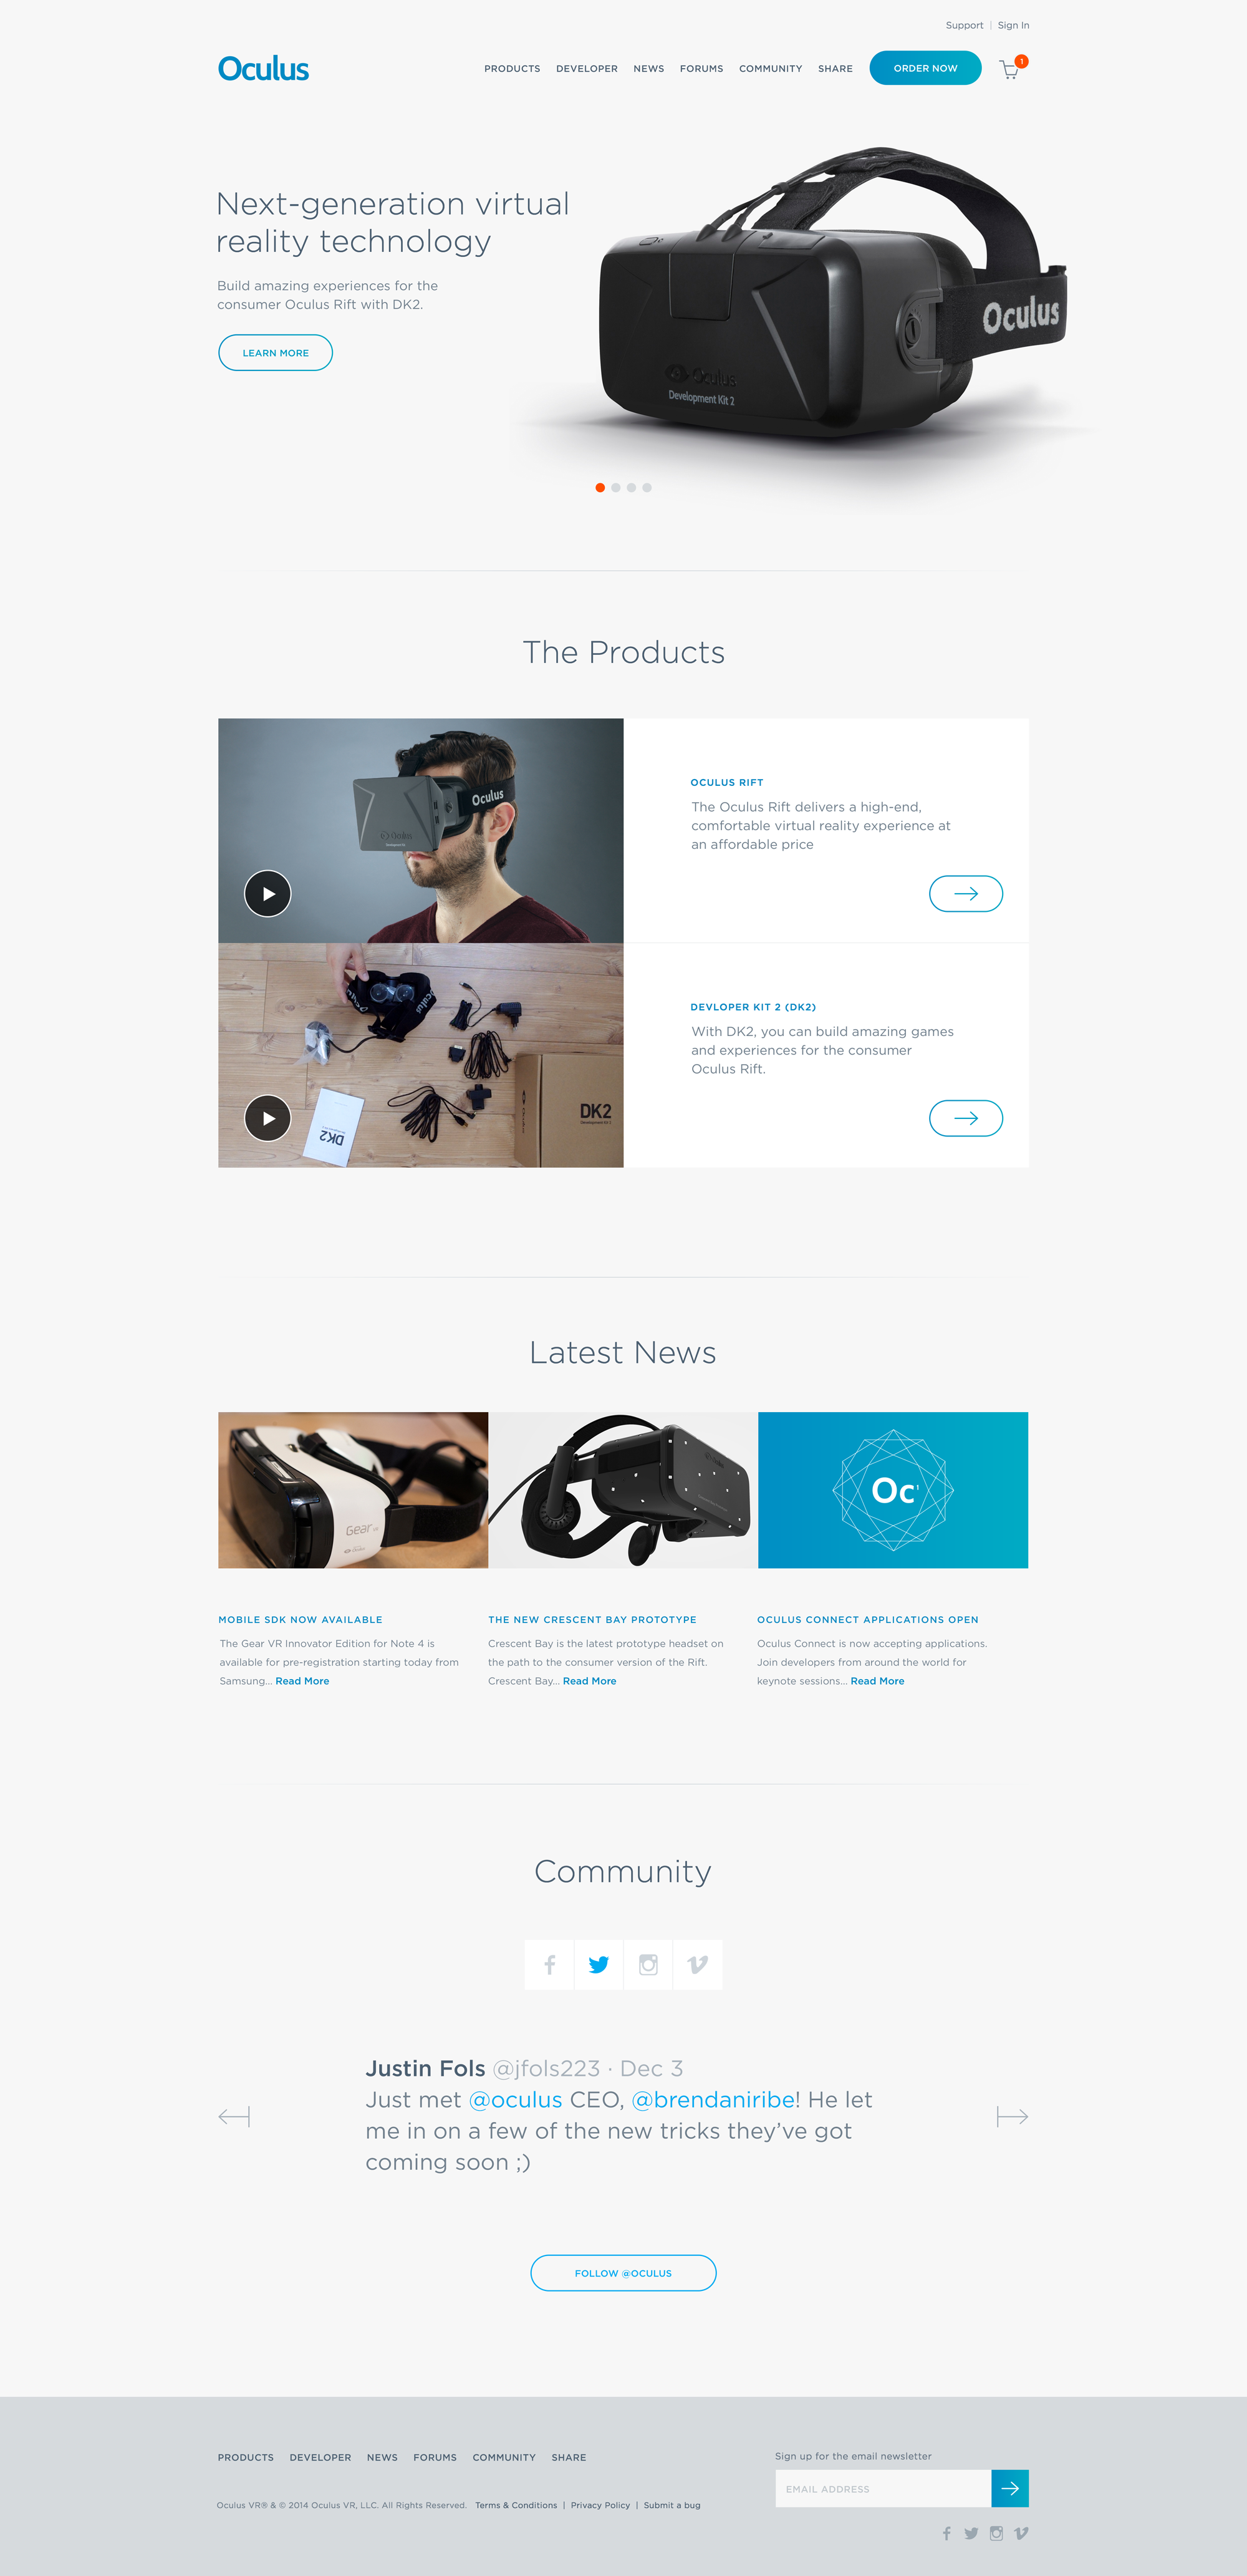 Support | Sign In
Oculus
PRODUCTS DEVELOPER NEWS FORUMS COMMUNITY SHARE ORDER NOW 1
Next-generation virtual
reality technology
Build amazing experiences for the
consumer Oculus Rift with DK2.
LEARN MORE
Oculus
Oculus
Development Kit 2
The Products
Oculus
Oculus
OCULUS RIFT
The Oculus Rift delivers a high-end,
comfortable virtual reality experience at
an affordable price
DK2
DK2
DEVLOPER KIT 2 (DK2)
With DK2, you can build amazing games
and experiences for the consumer
Oculus Rift.
Latest News
Gear
Oc
MOBILE SDK NOW AVAILABLE
The Gear VR Innovator Edition for Note 4 is
available for pre-registration starting today from
Samsung... Read More
THE NEW CRESCENT BAY PROTOTYPE
Crescent Bay is the latest prototype headset on
the path to the consumer version of the Rift.
Crescent Bay... Read More
OCULUS CONNECT APPLICATIONS OPEN
Oculus Connect is now accepting applications.
Join developers from around the world for
keynote sessions... Read More
Community
Justin Fols @jfols223 · Dec 3
Just met @oculus CEO, @brendaniribe! He let
me in on a few of the new tricks they’ve got
coming soon ;)
FOLLOW @OCULUS
PRODUCTS DEVELOPER NEWS FORUMS COMMUNITY SHARE
Oculus VR® & © 2014 Oculus VR, LLC. All Rights Reserved. Terms & Conditions | Privacy Policy | Submit a bug
Sign up for the email newsletter
EMAIL ADDRESS